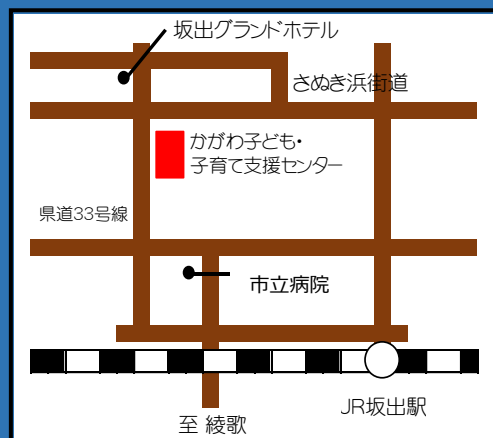 坂出グランドホテル
さぬき浜街道
かがわ子ども・
子育て支援センター
県道33号線
市立病院
JR坂出駅
至 綾歌